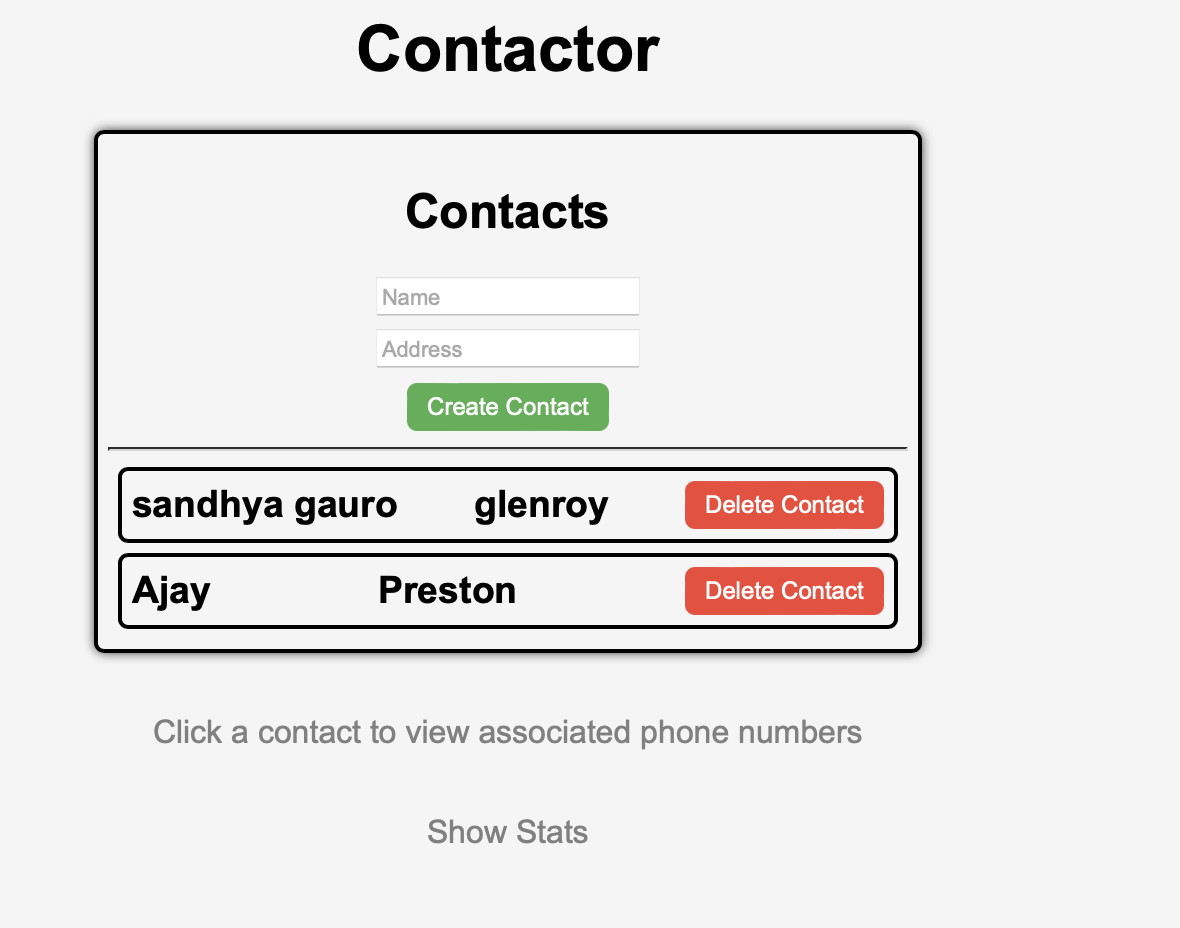 Contactor
Contacts
Name
Address
Create Contact
sandhya gauro glenroy Delete Contact
Ajay Preston Delete Contact
Click a contact to view associated phone numbers
Show Stats